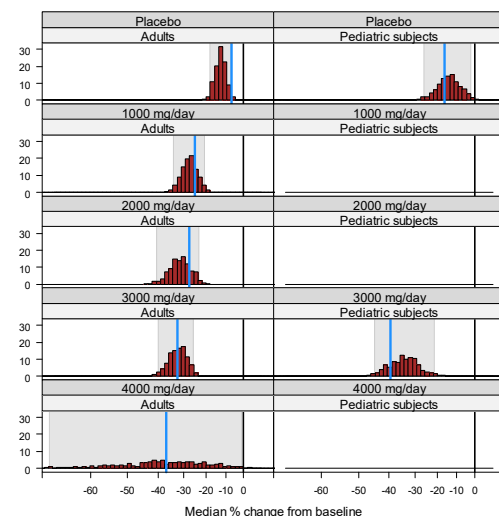 Placebo Placebo
Adults Pediatric subjects
30
20
10
0
1000 mg/day 1000 mg/day
Adults Pediatric subjects
30
20
10
0
2000 mg/day 2000 mg/day
Adults Pediatric subjects
30
20
10
0
3000 mg/day 3000 mg/day
Adults Pediatric subjects
30
20
10
0
4000 mg/day 4000 mg/day
Adults Pediatric subjects
30
20
10
0
-60 -50 -40 -30 -20 -10 0 -60 -50 -40 -30 -20 -10 0
Median % change from baseline